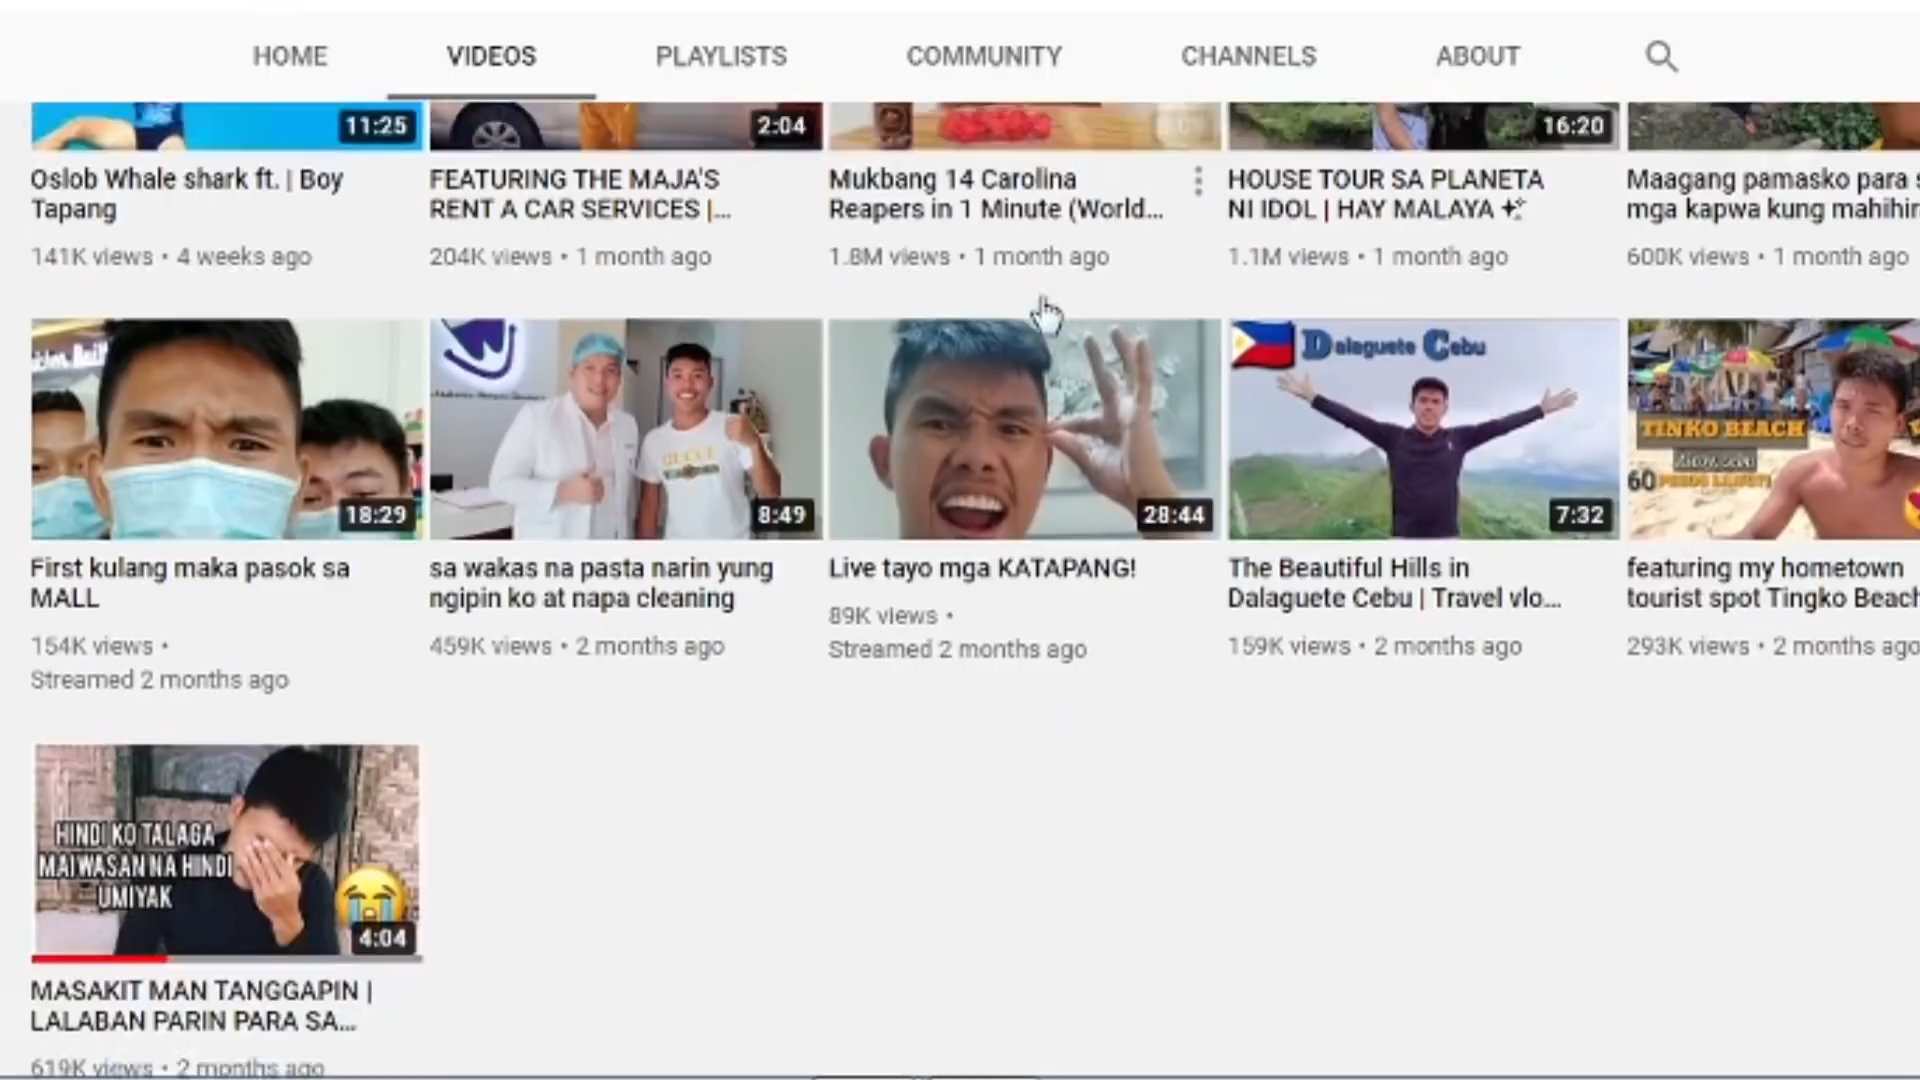 HOME VIDEOS PLAYLISTS COMMUNITY CHANNELS ABOUT
11:25
Oslob Whale shark ft. | Boy
Tapang
141K views • 4 weeks ago
2:04
FEATURING THE MAJA'S
RENT A CAR SERVICES |...
204K views • 1 month ago
Mukbang 14 Carolina
Reapers in 1 Minute (World...
1.8M views • 1 month ago
16:20
HOUSE TOUR SA PLANETA
NI IDOL | HAY MALAYA ✨
1.1M views • 1 month ago
Maagang pamasko para s
mga kapwa kung mahihir
600K views • 1 month ago
18:29
First kulang maka pasok sa
MALL
154K views •
Streamed 2 months ago
8:49
sa wakas na pasta narin yung
ngipin ko at napa cleaning
459K views • 2 months ago
28:44
Live tayo mga KATAPANG!
89K views •
Streamed 2 months ago
Dalaguete Cebu
7:32
The Beautiful Hills in
Dalaguete Cebu | Travel vlo...
159K views • 2 months ago
TINKO BEACH
60
featuring my hometown
tourist spot Tingko Beach
293K views • 2 months ago
HINDI KO TALAGA
MAIWASAN NA HINDI
UMIYAK
4:04
MASAKIT MAN TANGGAPIN |
LALABAN PARIN PARA SA...
619K views • 2 months ago